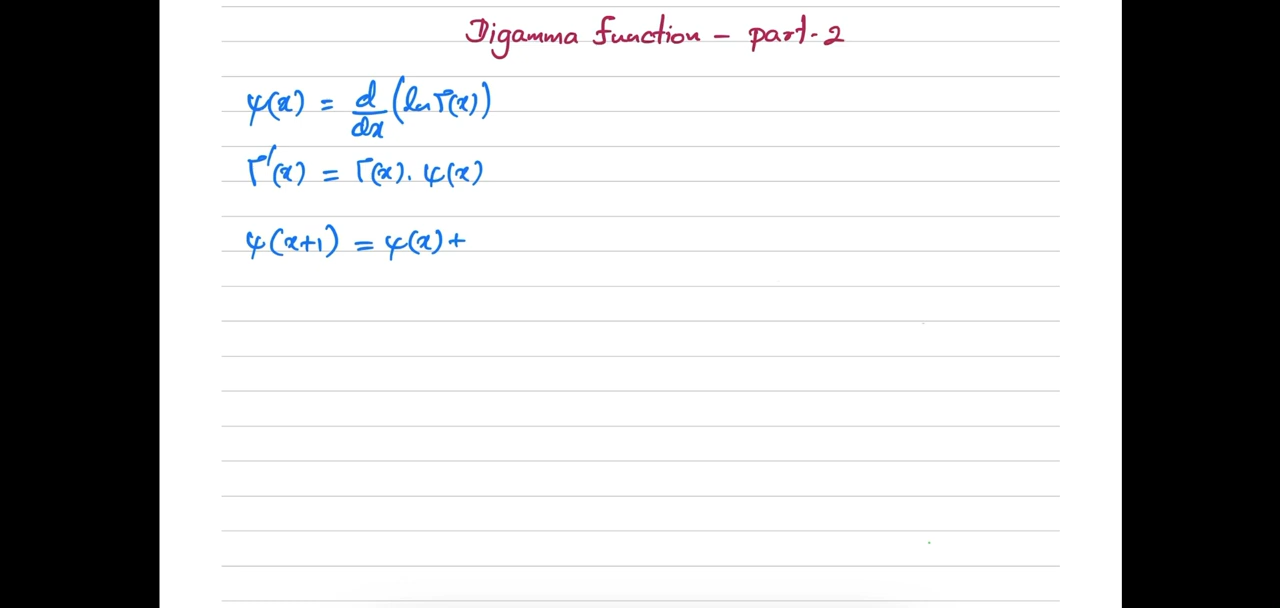 Digamma function - part-2
ψ(x) = d/dx (ln Γ(x))
Γ'(x) = Γ(x). ψ(x)
ψ(x+1) = ψ(x) +